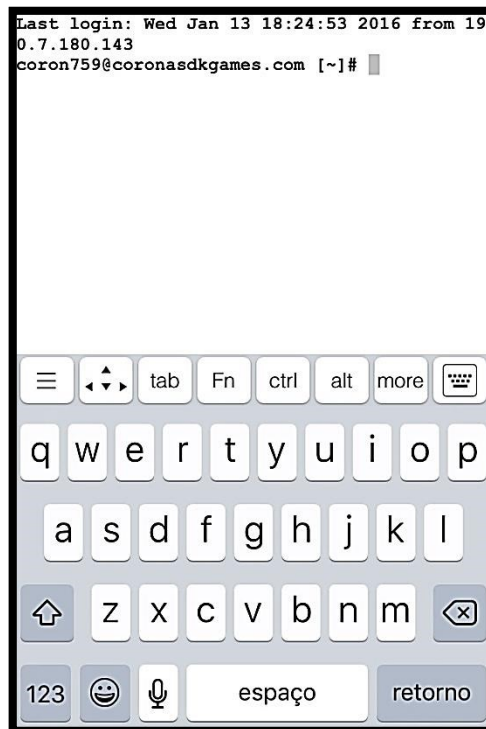 Last login: Wed Jan 13 18:24:53 2016 from 19
0.7.180.143
coron759@coronasdkgames.com [~]#
tab Fn ctrl alt more
q w e r t y u i o p
a s d f g h j k l
z x c v b n m
123 espaço retorno